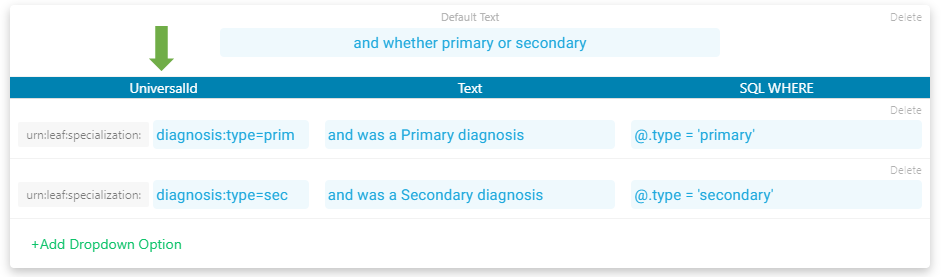 Default Text
Delete
and whether primary or secondary
UniversalId Text SQL WHERE
Delete
urn:leaf:specialization: diagnosis:type=prim and was a Primary diagnosis @.type = 'primary'
Delete
urn:leaf:specialization: diagnosis:type=sec and was a Secondary diagnosis @.type = 'secondary'
+Add Dropdown Option